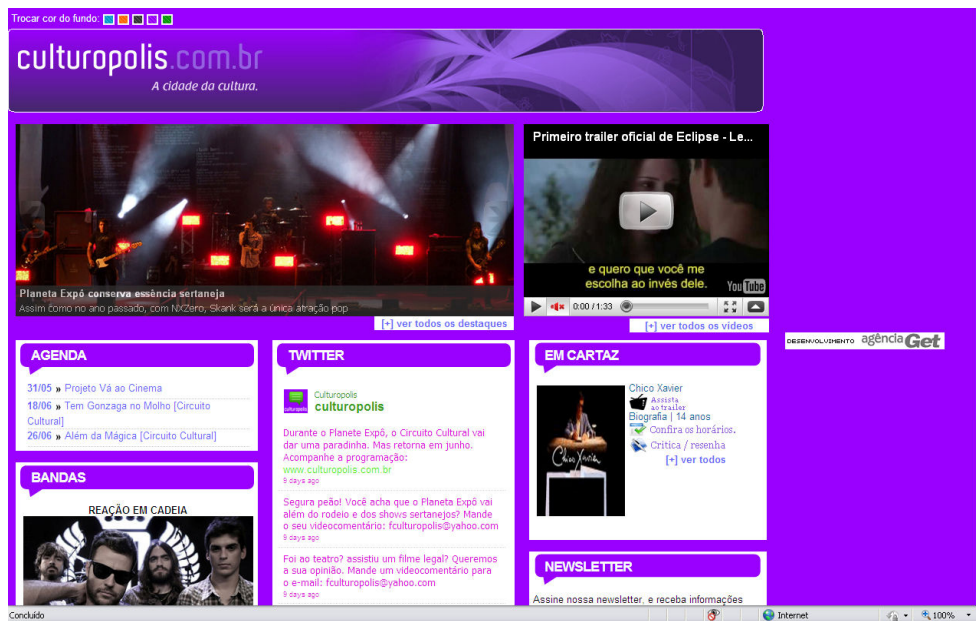 Trocar cor do fundo:
culturopolis.com.br
A cidade da cultura.
Planeta Expô conserva essência sertaneja
Assim como no ano passado, com NXZero, Skank será a única atração pop
[+] ver todos os destaques
Primeiro trailer oficial de Eclipse - Le...
e quero que você me
escolha ao invés dele.
YouTube
0:00 / 1:33
[+] ver todos os vídeos
DESENVOLVIMENTO agênciaGet
AGENDA
31/05 » Projeto Vá ao Cinema
18/06 » Tem Gonzaga no Molho [Circuito
Cultural]
26/06 » Além da Mágica [Circuito Cultural]
BANDAS
REAÇÃO EM CADEIA
TWITTER
culturopolis
Culturopolis
culturopolis
Durante o Planete Expô, o Circuito Cultural vai
dar uma paradinha. Mas retorna em junho.
Acompanhe a programação:
www.culturopolis.com.br
9 days ago
Segura peão! Você acha que o Planeta Expô vai
além do rodeio e dos shows sertanejos? Mande
o seu videocomentário: fculturopolis@yahoo.com
9 days ago
Foi ao teatro? assistiu um filme legal? Queremos
a sua opinião. Mande um videocomentário para
o e-mail: fculturopolis@yahoo.com
9 days ago
EM CARTAZ
Chico Xavier
Chico Xavier
Assista
ao trailer
Biografia | 14 anos
Confira os horários.
Crítica / resenha
[+] ver todos
NEWSLETTER
Assine nossa newsletter, e receba informações
Concluído
Internet
100%